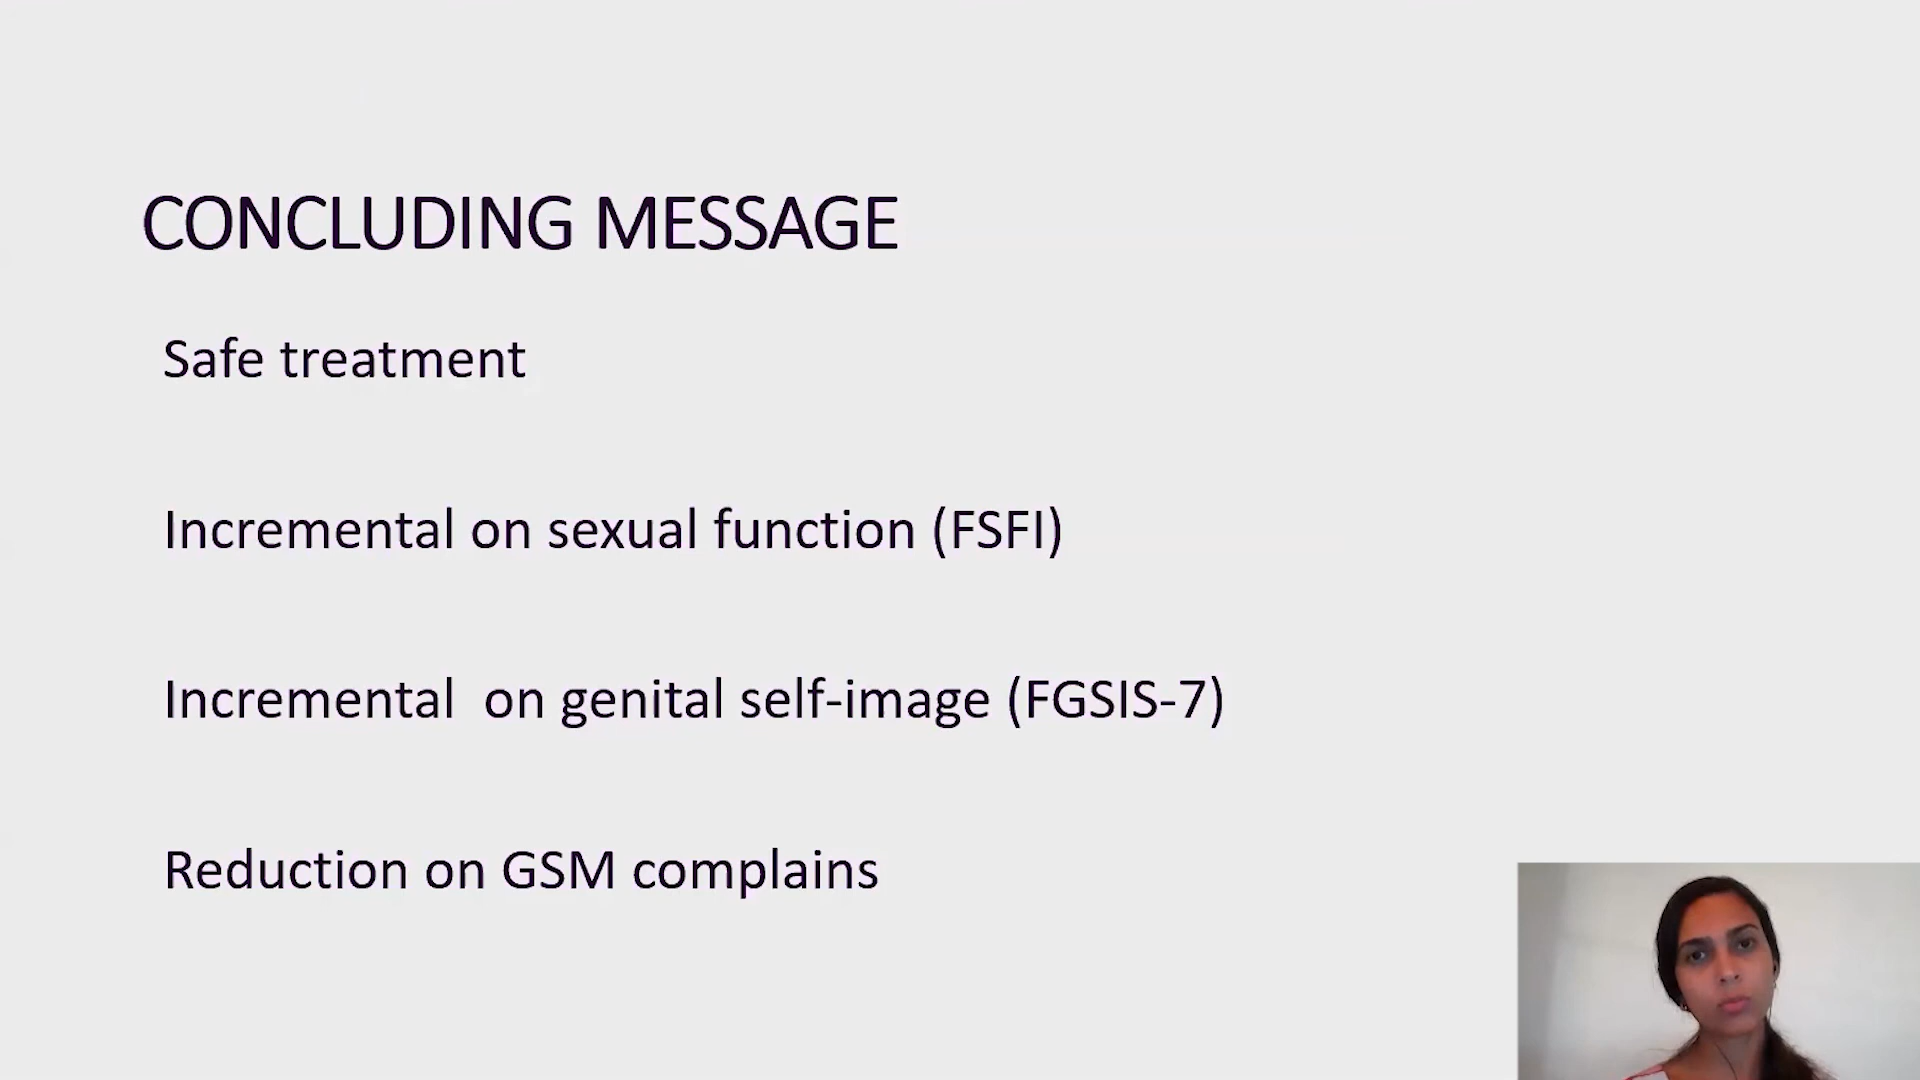 CONCLUDING MESSAGE
Safe treatment
Incremental on sexual function (FSFI)
Incremental  on genital self-image (FGSIS-7)
Reduction on GSM complains